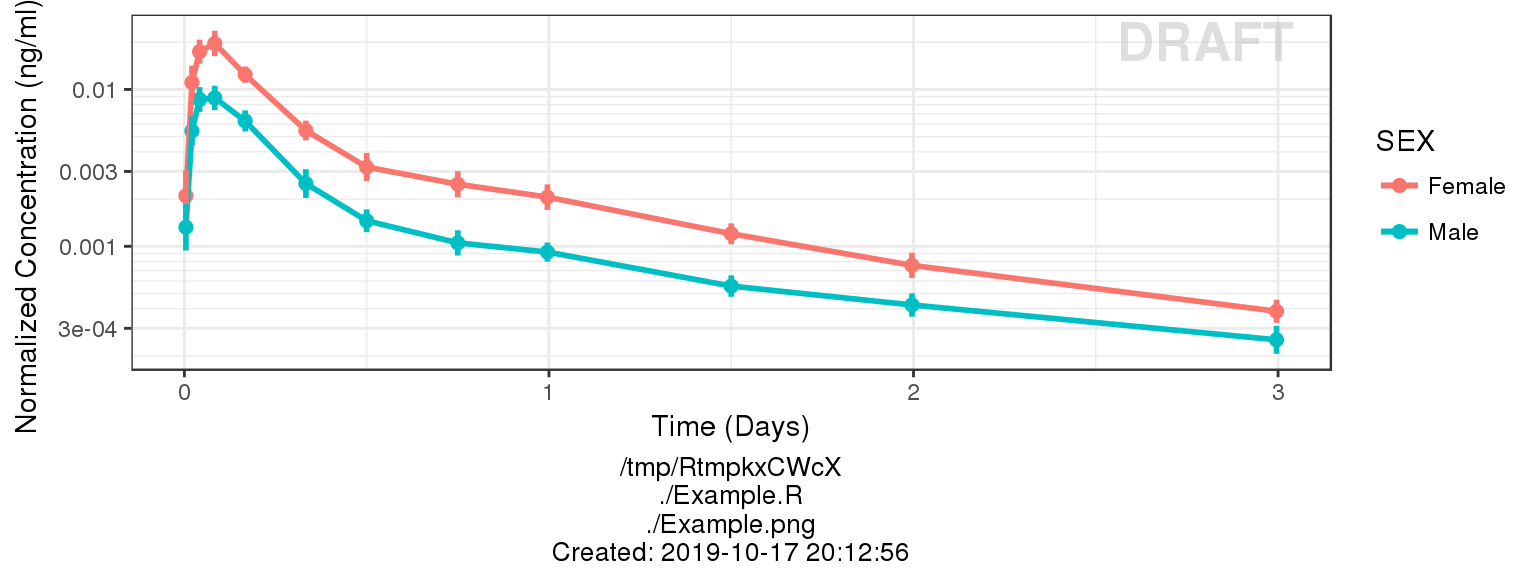 DRAFT
Normalized Concentration (ng/ml)
0.01
0.003
0.001
3e-04
0 1 2 3
Time (Days)
SEX
Female
Male
/tmp/RtmpkxCWcX
./Example.R
./Example.png
Created: 2019-10-17 20:12:56